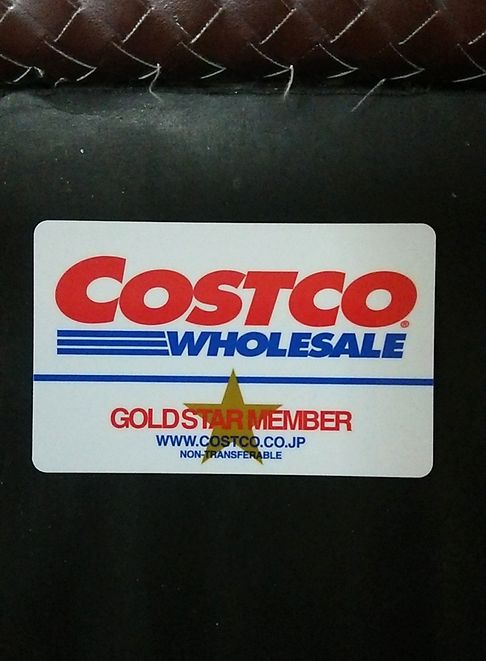 COSTCO®
WHOLESALE
GOLD STAR MEMBER
WWW.COSTCO.CO.JP
NON-TRANSFERABLE